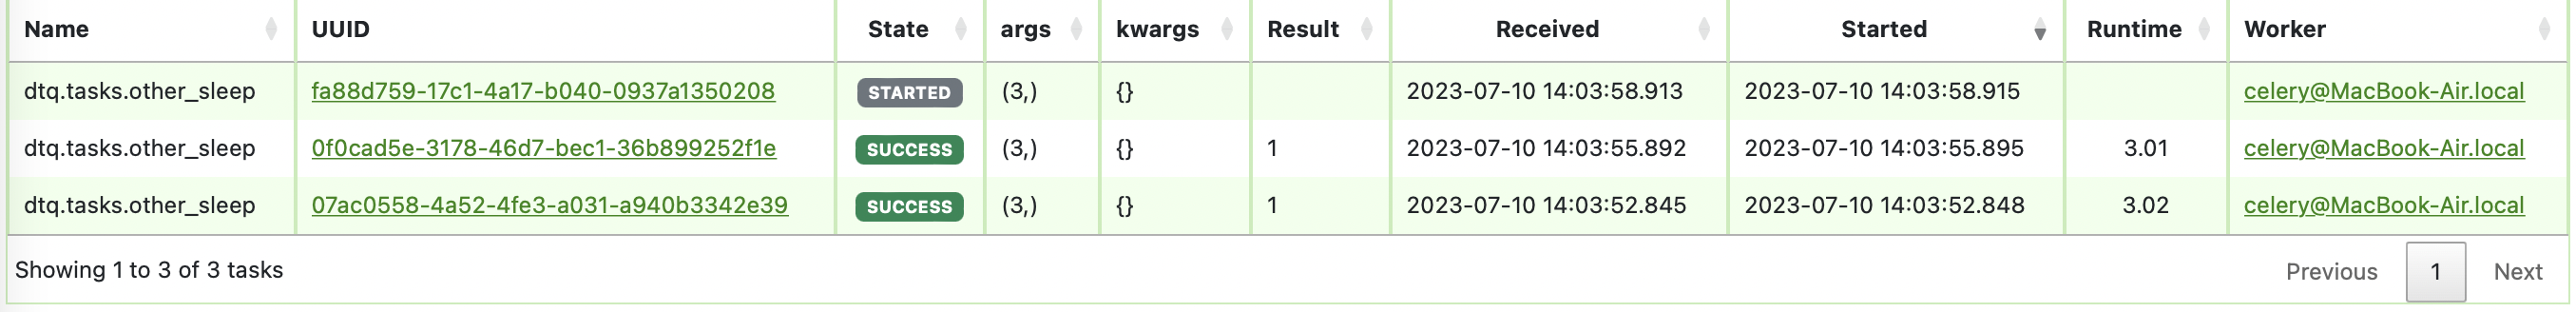 Name UUID State args kwargs Result Received Started Runtime Worker
dtq.tasks.other_sleep fa88d759-17c1-4a17-b040-0937a1350208 STARTED (3,) {} 2023-07-10 14:03:58.913 2023-07-10 14:03:58.915 celery@MacBook-Air.local
dtq.tasks.other_sleep 0f0cad5e-3178-46d7-bec1-36b899252f1e SUCCESS (3,) {} 1 2023-07-10 14:03:55.892 2023-07-10 14:03:55.895 3.01 celery@MacBook-Air.local
dtq.tasks.other_sleep 07ac0558-4a52-4fe3-a031-a940b3342e39 SUCCESS (3,) {} 1 2023-07-10 14:03:52.845 2023-07-10 14:03:52.848 3.02 celery@MacBook-Air.local
Showing 1 to 3 of 3 tasks Previous 1 Next